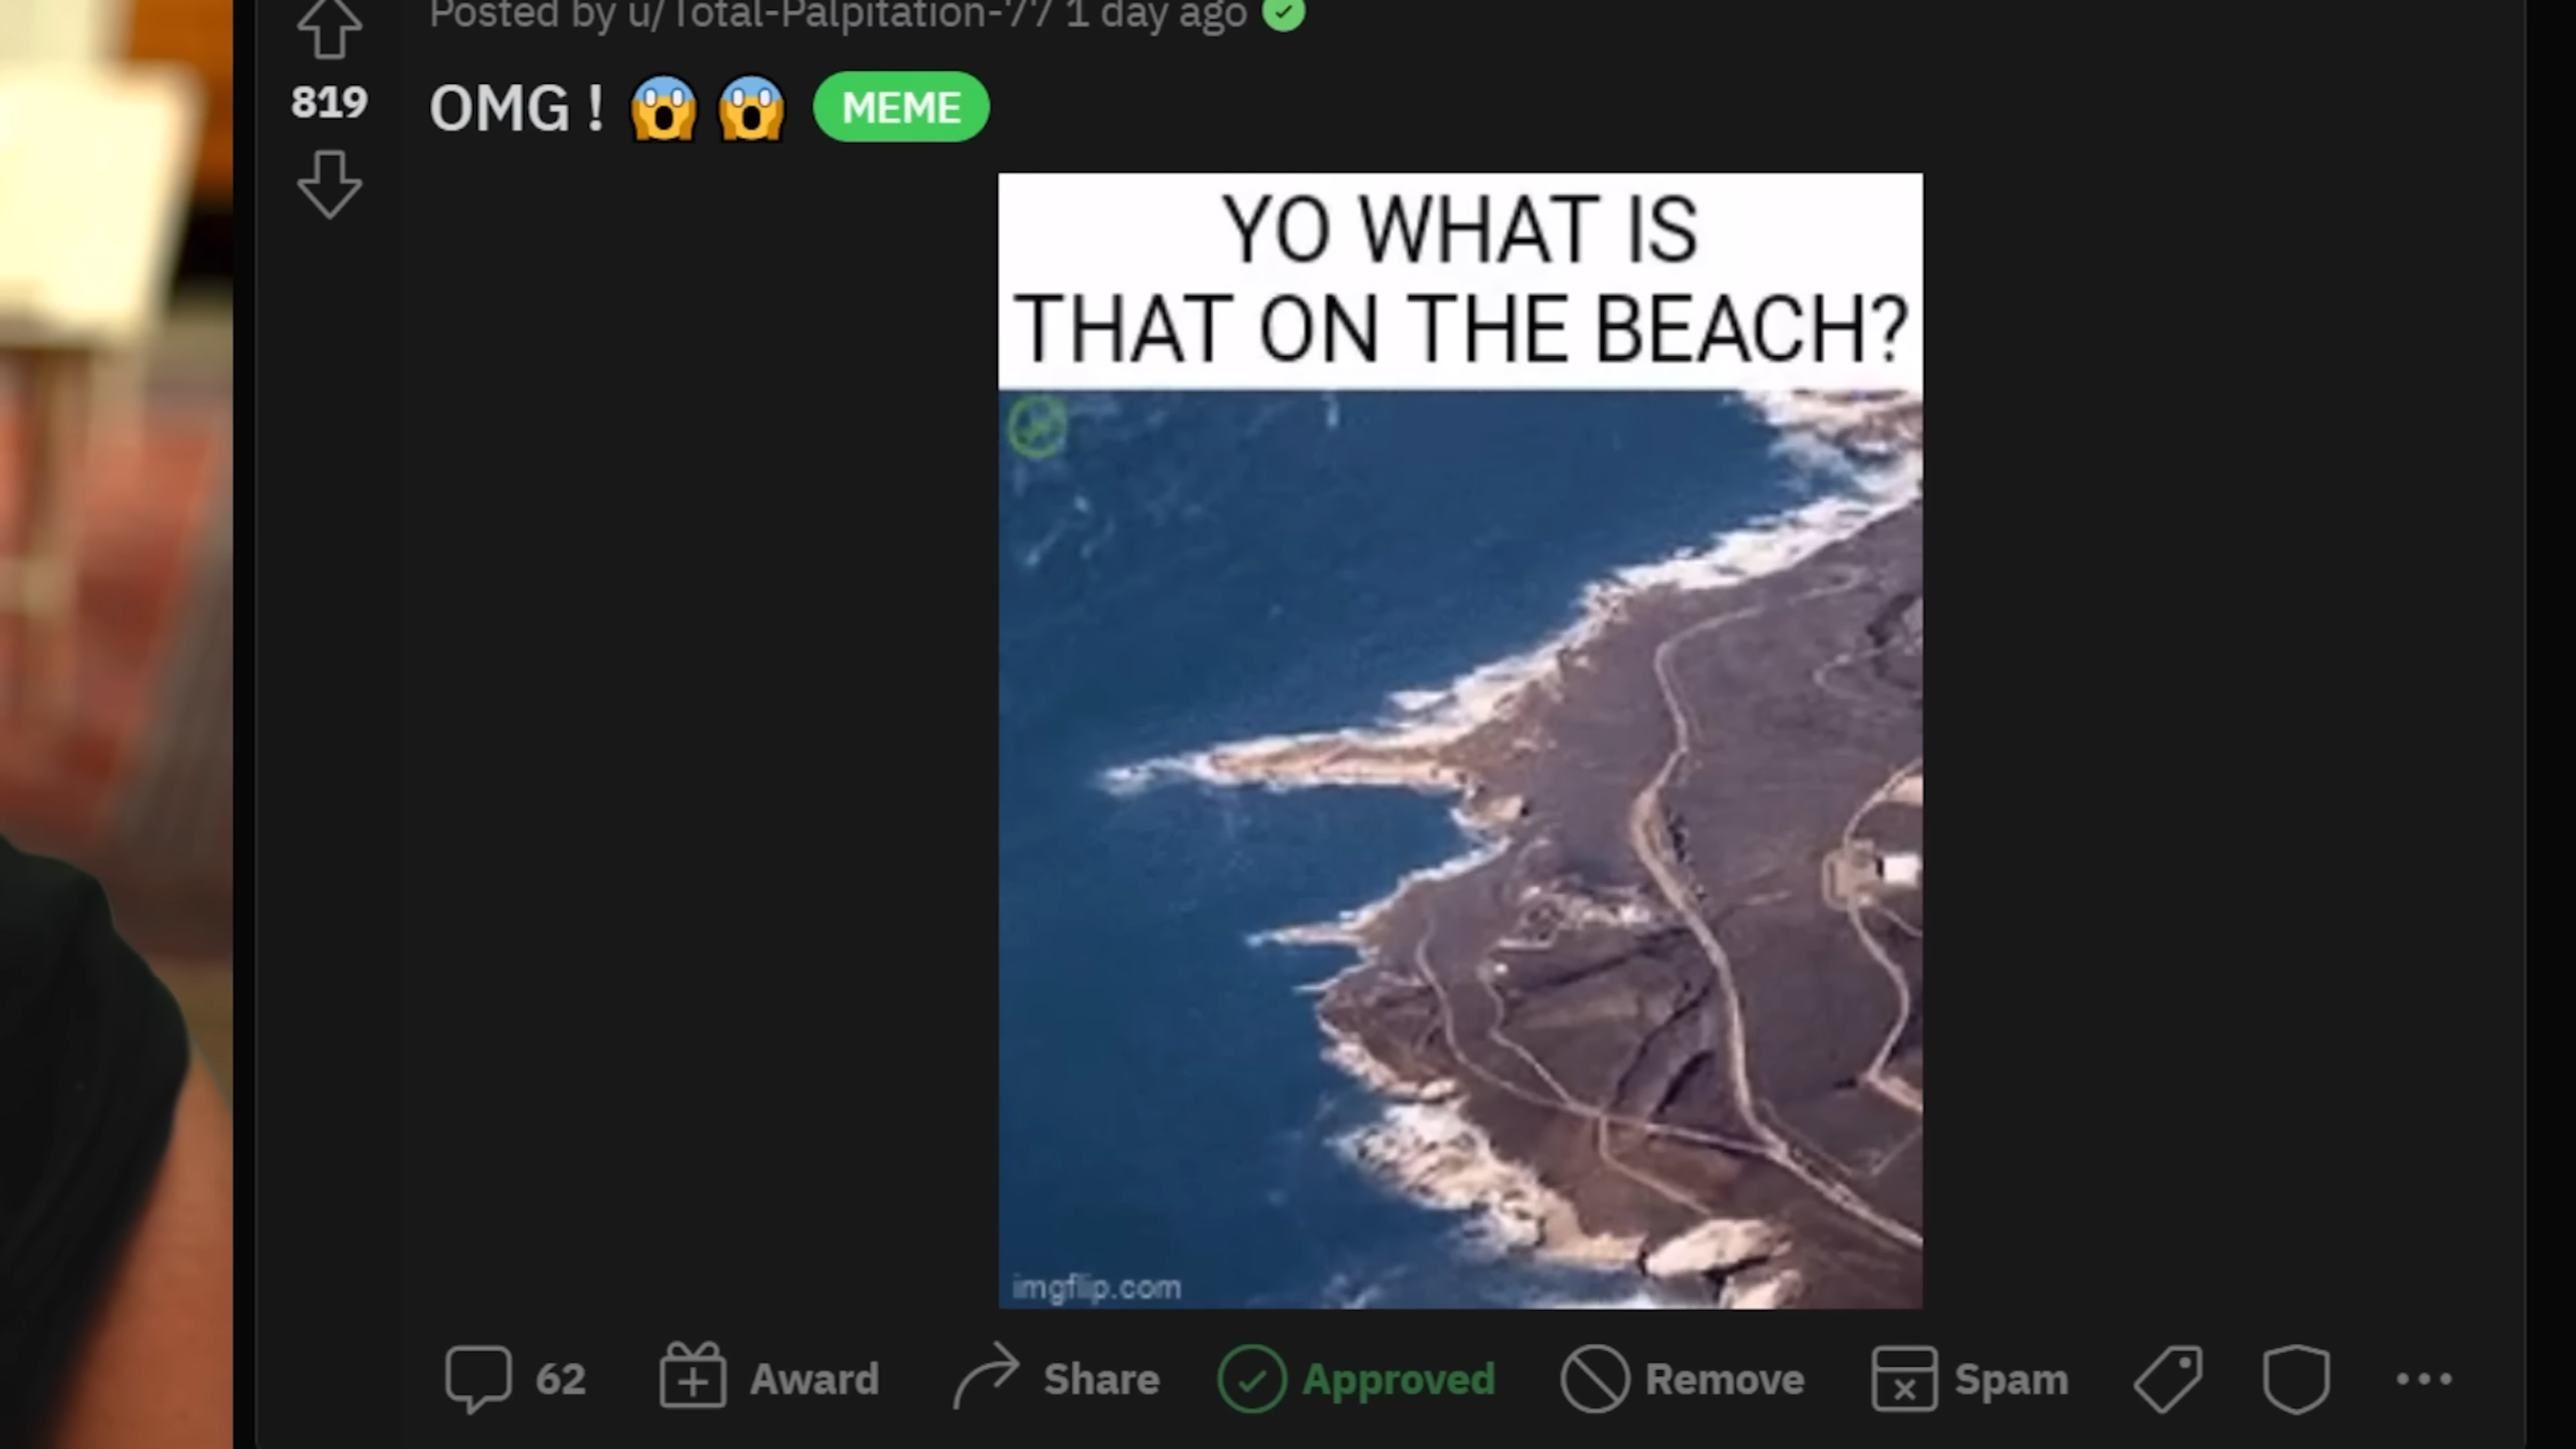 Posted by u/Total-Palpitation-77 1 day ago
819
OMG ! 😱 😱 MEME
YO WHAT IS
THAT ON THE BEACH?
imgflip.com
62 Award Share Approved Remove Spam